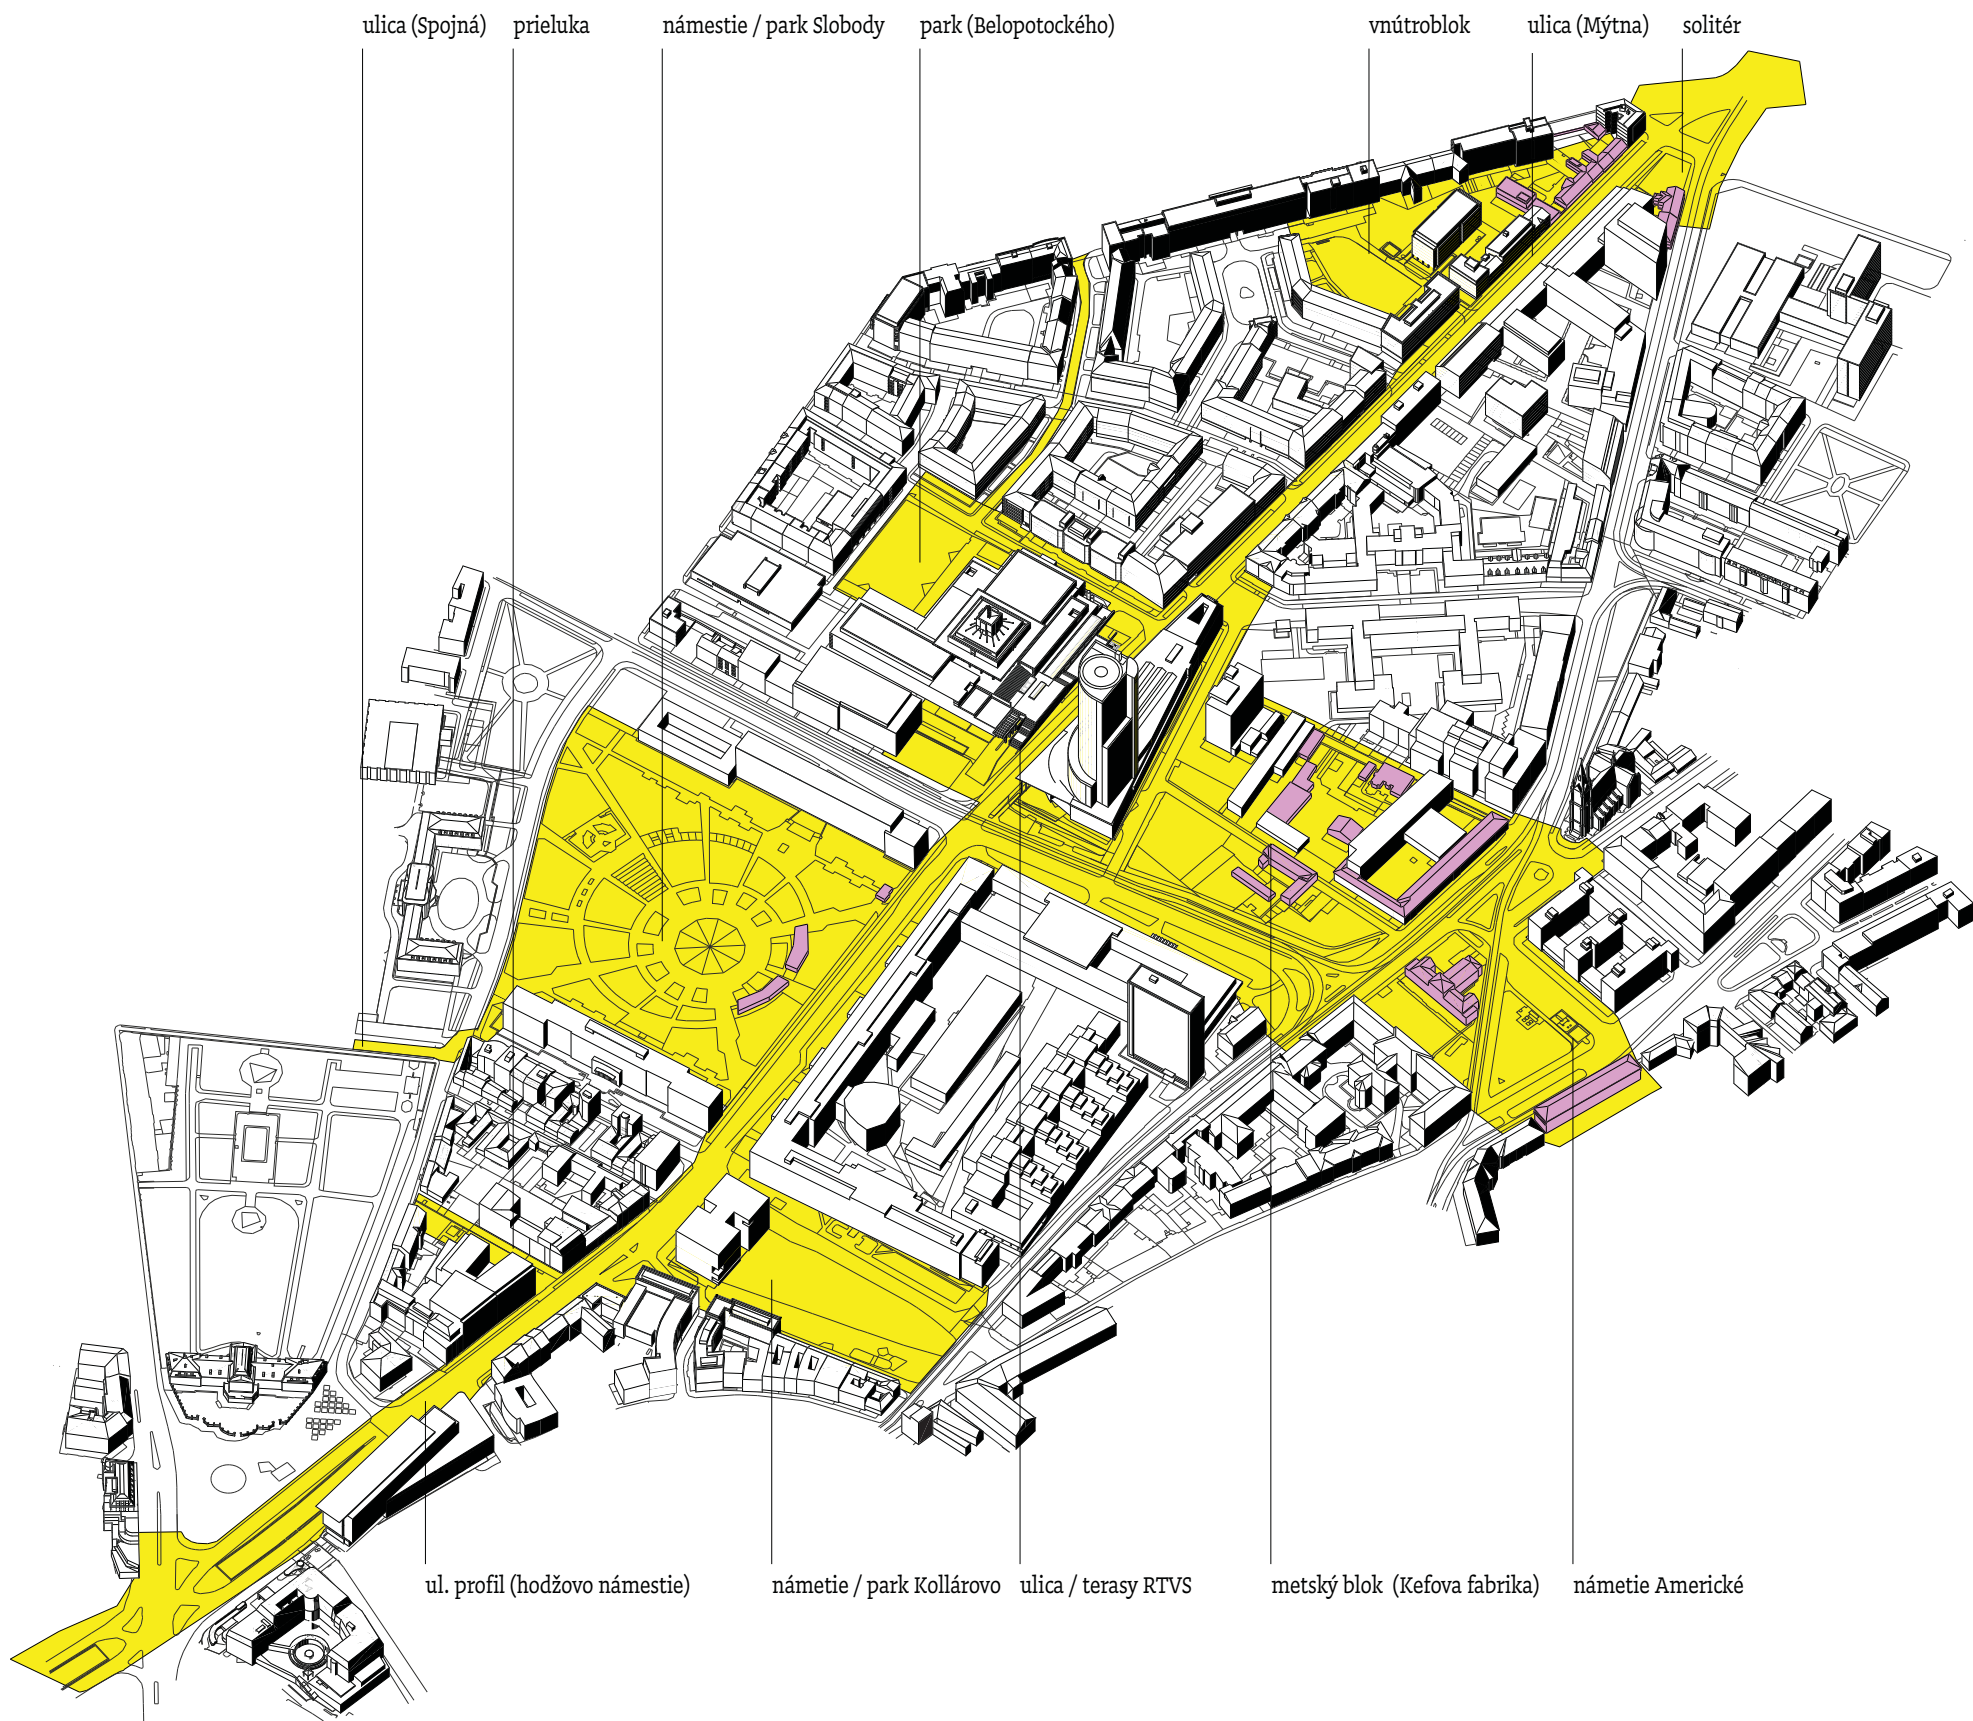 ulica (Spojná)
prieluka
námestie / park Slobody
park (Belopotockého)
vnútroblok
ulica (Mýtna)
solitér
ul. profil (hodžovo námestie)
námetie / park Kollárovo
ulica / terasy RTVS
metský blok (Kefova fabrika)
námetie Americké